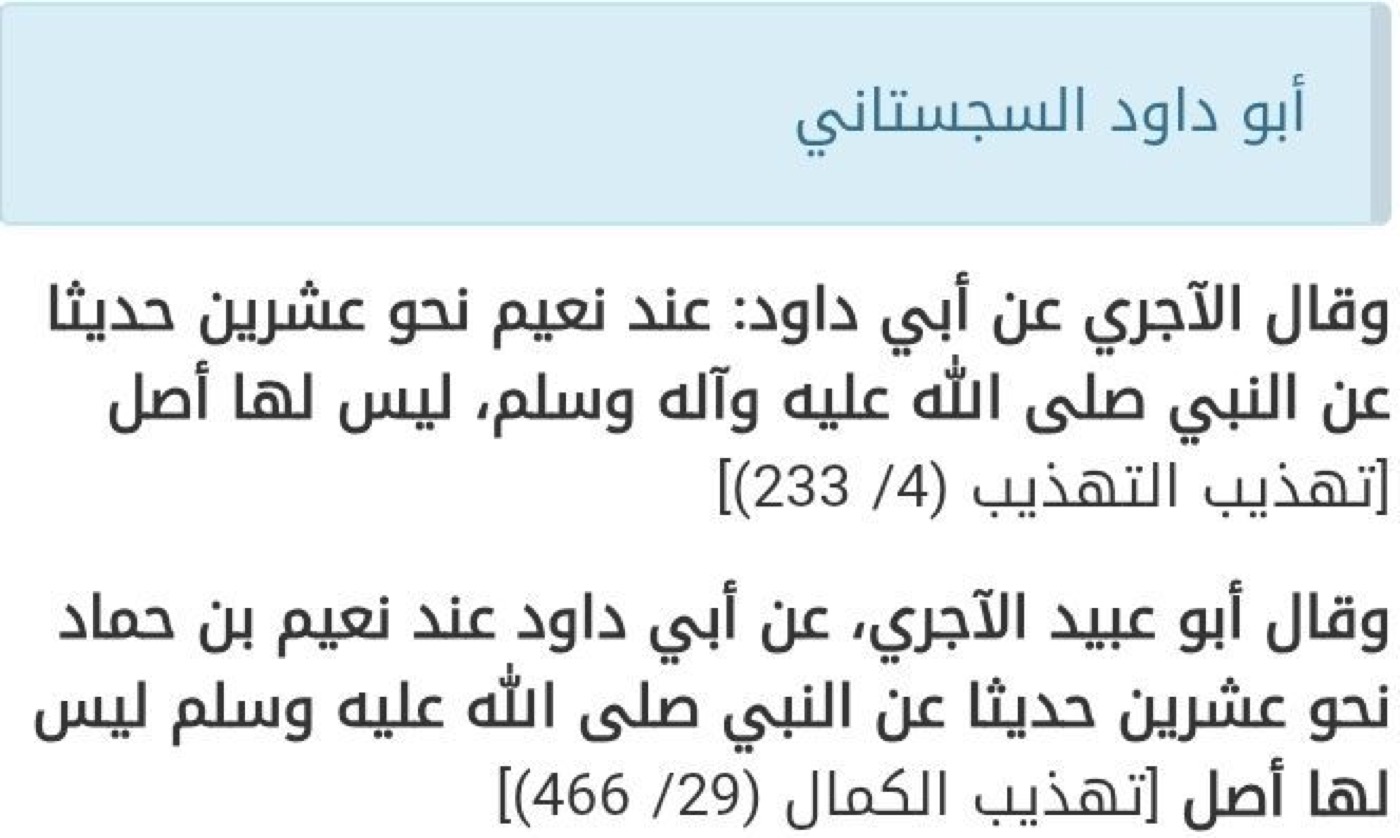 أبو داود السجستاني
وقال الآجري عن أبي داود: عند نعيم نحو عشرين حديثا
عن النبي صلى الله عليه وآله وسلم، ليس لها أصل
[تهذيب التهذيب (4/ 233)]
وقال أبو عبيد الآجري، عن أبي داود عند نعيم بن حماد
نحو عشرين حديثا عن النبي صلى الله عليه وسلم ليس
لها أصل [تهذيب الكمال (29/ 466)]